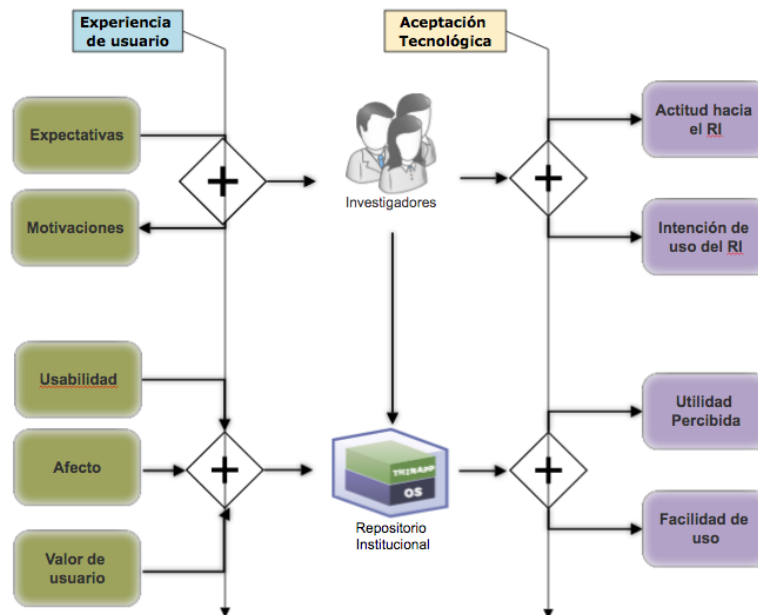 Experiencia
de usuario
Aceptación
Tecnológica
Expectativas
Motivaciones
Investigadores
Actitud hacia
el RI
Intención de
uso del RI
Usabilidad
Afecto
Valor de
usuario
THINAPP
OS
Repositorio
Institucional
Utilidad
Percibida
Facilidad de
uso